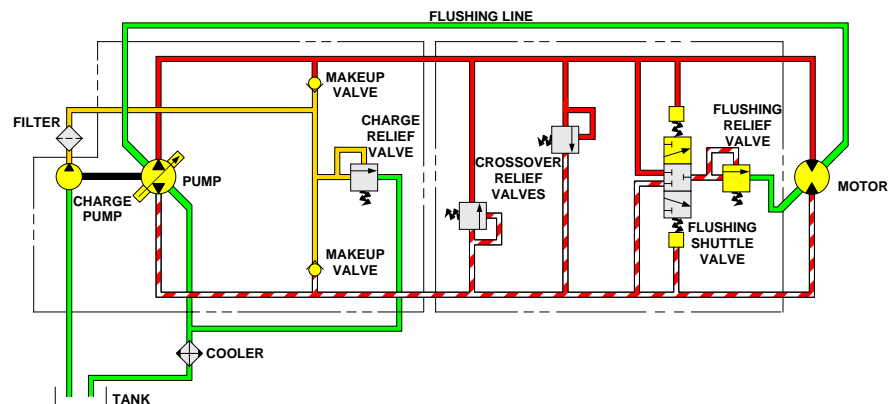 FLUSHING LINE
MAKEUP
VALVE
FILTER
CHARGE
RELIEF
VALVE
FLUSHING
RELIEF
VALVE
CROSSOVER
RELIEF
VALVES
PUMP
MOTOR
CHARGE
PUMP
FLUSHING
SHUTTLE
VALVE
MAKEUP
VALVE
COOLER
TANK